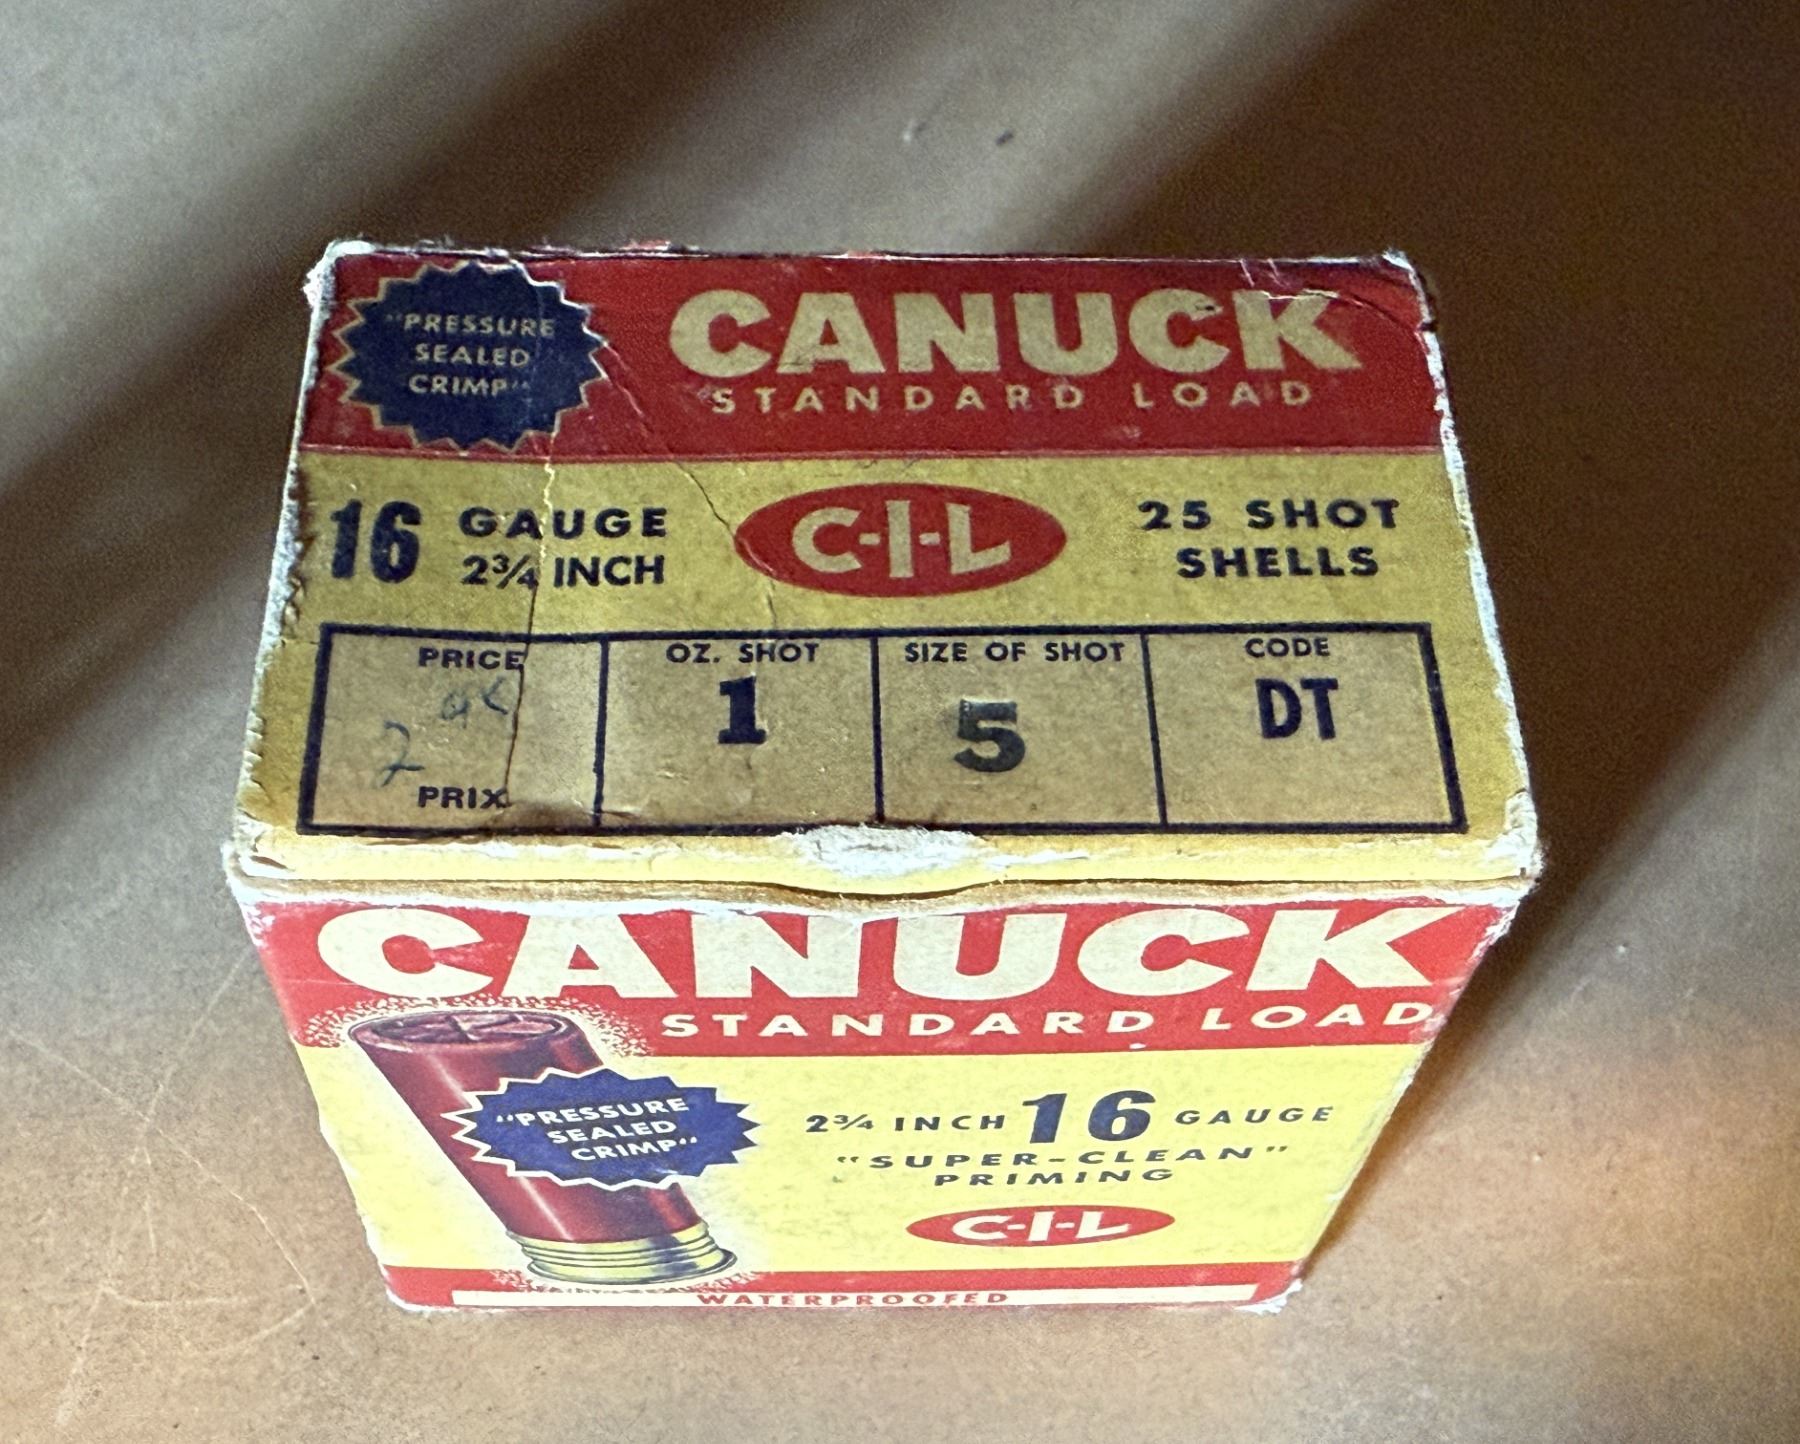 "PRESSURE
SEALED
CRIMP"
CANUCK
STANDARD LOAD
16 GAUGE
2¾ INCH
C-I-L
25 SHOT
SHELLS
PRICE
2
PRIX
OZ. SHOT
1
SIZE OF SHOT
5
CODE
DT
CANUCK
STANDARD LOAD
"PRESSURE
SEALED
CRIMP"
2¾ INCH 16 GAUGE
"SUPER-CLEAN"
PRIMING
C-I-L
WATERPROOFED